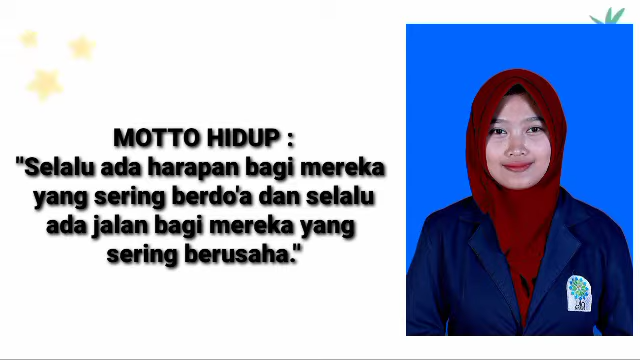 MOTTO HIDUP :
"Selalu ada harapan bagi mereka
yang sering berdo'a dan selalu
ada jalan bagi mereka yang
sering berusaha."